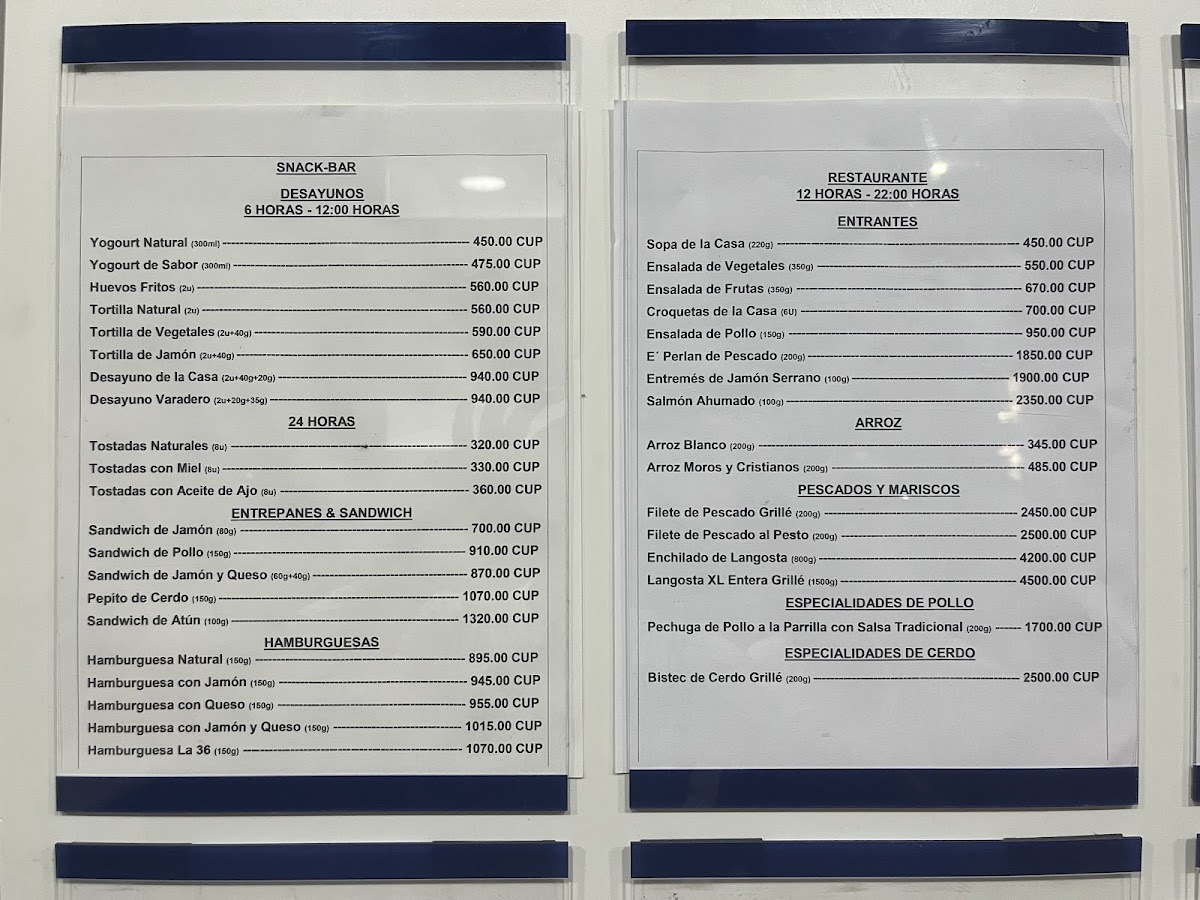 SNACK-BAR
DESAYUNOS
6 HORAS - 12:00 HORAS
Yogourt Natural (300ml) 450.00 CUP
Yogourt de Sabor (300ml) 475.00 CUP
Huevos Fritos (2u) 560.00 CUP
Tortilla Natural (2u) 560.00 CUP
Tortilla de Vegetales (2u+40g) 590.00 CUP
Tortilla de Jamón (2u+40g) 650.00 CUP
Desayuno de la Casa (2u+40g+20g) 940.00 CUP
Desayuno Varadero (2u+20g+35g) 940.00 CUP
24 HORAS
Tostadas Naturales (8u) 320.00 CUP
Tostadas con Miel (8u) 330.00 CUP
Tostadas con Aceite de Ajo (8u) 360.00 CUP
ENTREPANES & SANDWICH
Sandwich de Jamón (80g) 700.00 CUP
Sandwich de Pollo (150g) 910.00 CUP
Sandwich de Jamón y Queso (60g+40g) 870.00 CUP
Pepito de Cerdo (150g) 1070.00 CUP
Sandwich de Atún (100g) 1320.00 CUP
HAMBURGUESAS
Hamburguesa Natural (150g) 895.00 CUP
Hamburguesa con Jamón (150g) 945.00 CUP
Hamburguesa con Queso (150g) 955.00 CUP
Hamburguesa con Jamón y Queso (150g) 1015.00 CUP
Hamburguesa La 36 (150g) 1070.00 CUP
RESTAURANTE
12 HORAS - 22:00 HORAS
ENTRANTES
Sopa de la Casa (220g) 450.00 CUP
Ensalada de Vegetales (350g) 550.00 CUP
Ensalada de Frutas (350g) 670.00 CUP
Croquetas de la Casa (6U) 700.00 CUP
Ensalada de Pollo (150g) 950.00 CUP
E´ Perlan de Pescado (200g) 1850.00 CUP
Entremés de Jamón Serrano (100g) 1900.00 CUP
Salmón Ahumado (100g) 2350.00 CUP
ARROZ
Arroz Blanco (200g) 345.00 CUP
Arroz Moros y Cristianos (200g) 485.00 CUP
PESCADOS Y MARISCOS
Filete de Pescado Grillé (200g) 2450.00 CUP
Filete de Pescado al Pesto (200g) 2500.00 CUP
Enchilado de Langosta (800g) 4200.00 CUP
Langosta XL Entera Grillé (1500g) 4500.00 CUP
ESPECIALIDADES DE POLLO
Pechuga de Pollo a la Parrilla con Salsa Tradicional (200g) 1700.00 CUP
ESPECIALIDADES DE CERDO
Bistec de Cerdo Grillé (200g) 2500.00 CUP